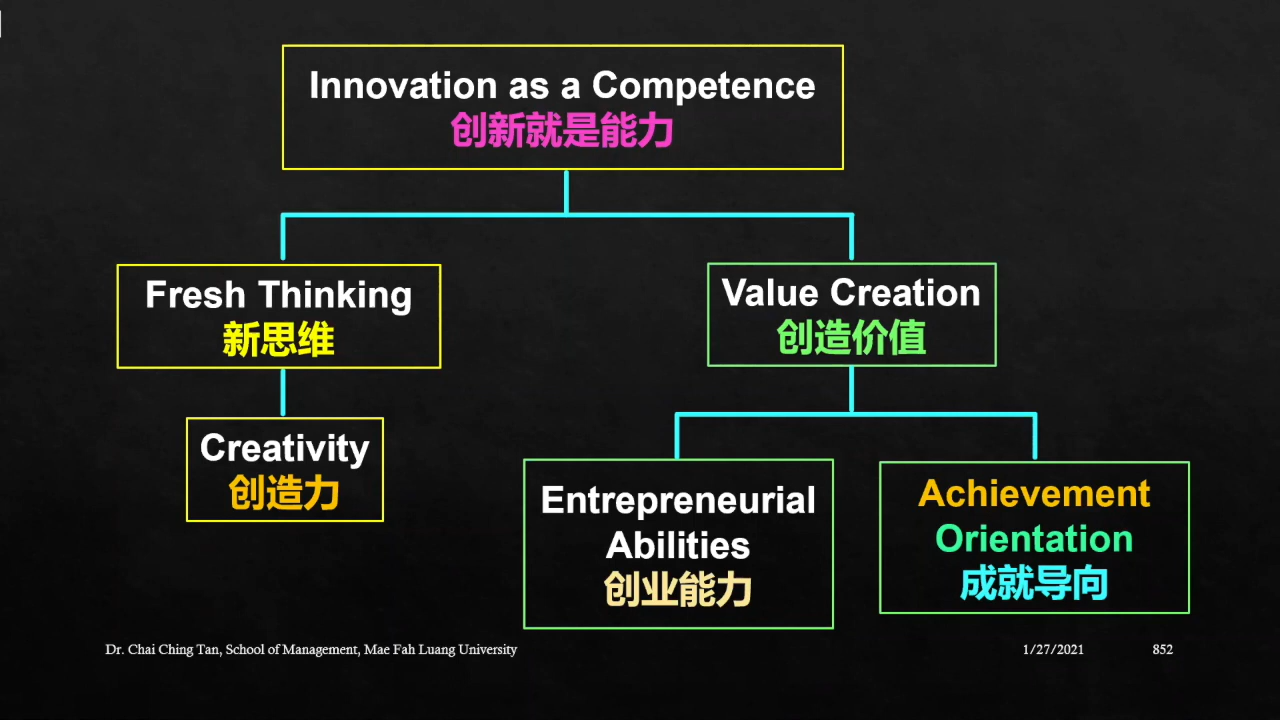 Innovation as a Competence
创新就是能力
Fresh Thinking
新思维
Value Creation
创造价值
Creativity
创造力
Entrepreneurial
Abilities
创业能力
Achievement
Orientation
成就导向
Dr. Chai Ching Tan, School of Management, Mae Fah Luang University
1/27/2021
852